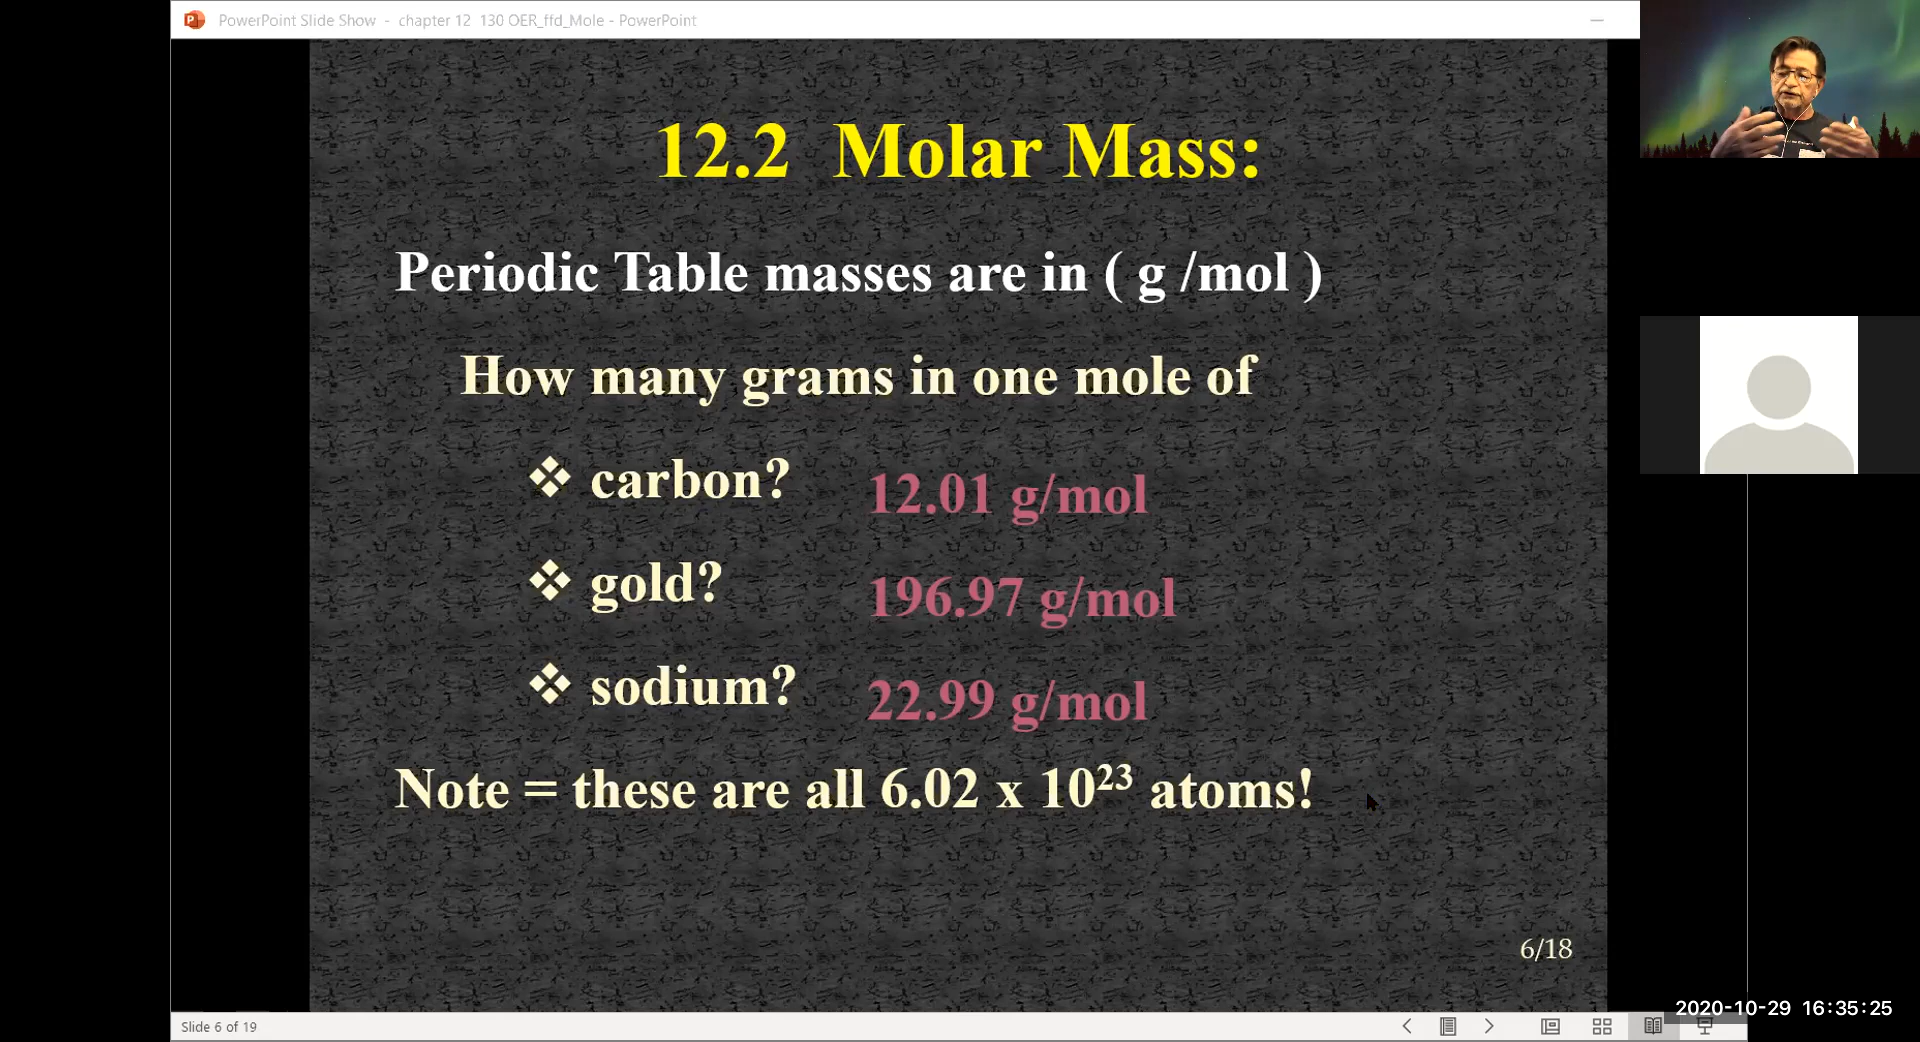 PowerPoint Slide Show - chapter 12 130 OER_ffd_Mole - PowerPoint
12.2 Molar Mass:
Periodic Table masses are in ( g /mol )
How many grams in one mole of
❖ carbon? 12.01 g/mol
❖ gold? 196.97 g/mol
❖ sodium? 22.99 g/mol
Note = these are all 6.02 x 10²³ atoms!
6/18
Slide 6 of 19
2020-10-29 16:35:25